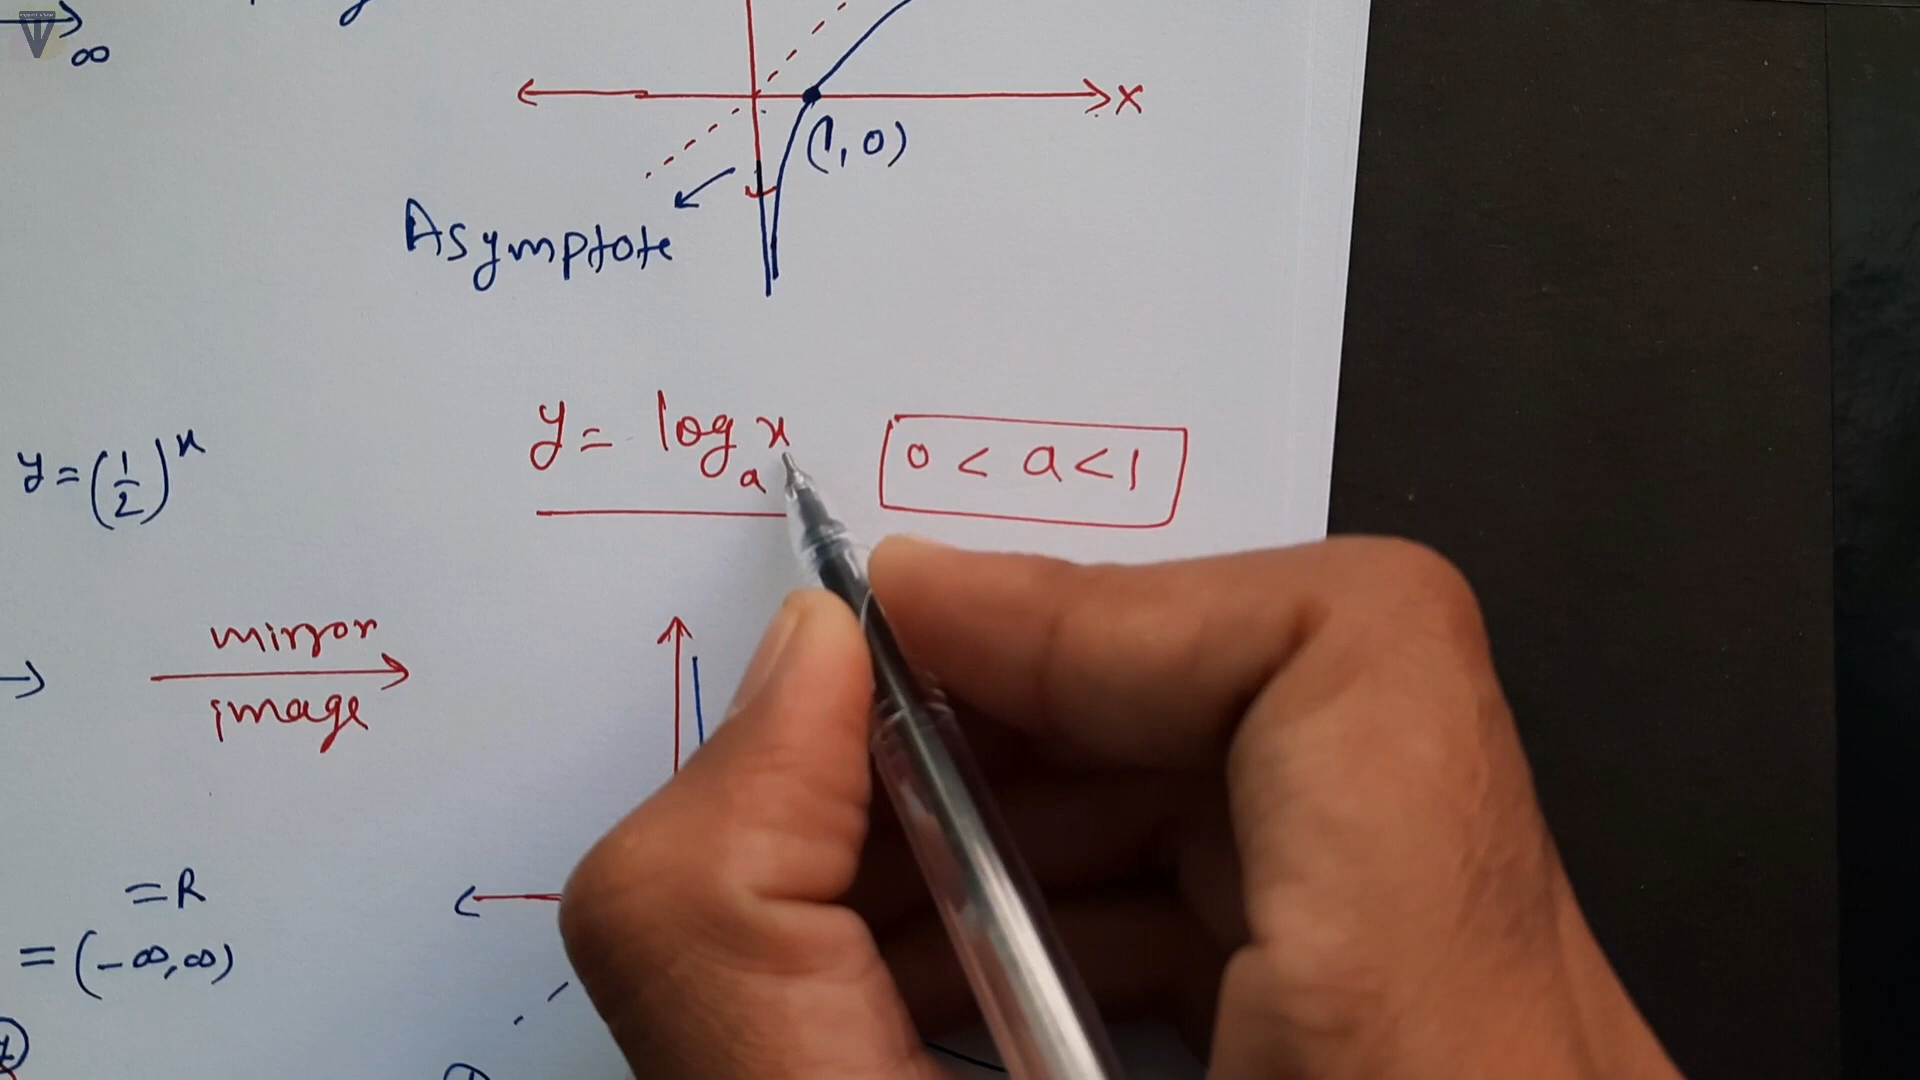 ∞
X
(1, 0)
Asymptote
y = log_a x
0 < a < 1
y = (1/2)^x
mirror
image
= R
= (-∞, ∞)